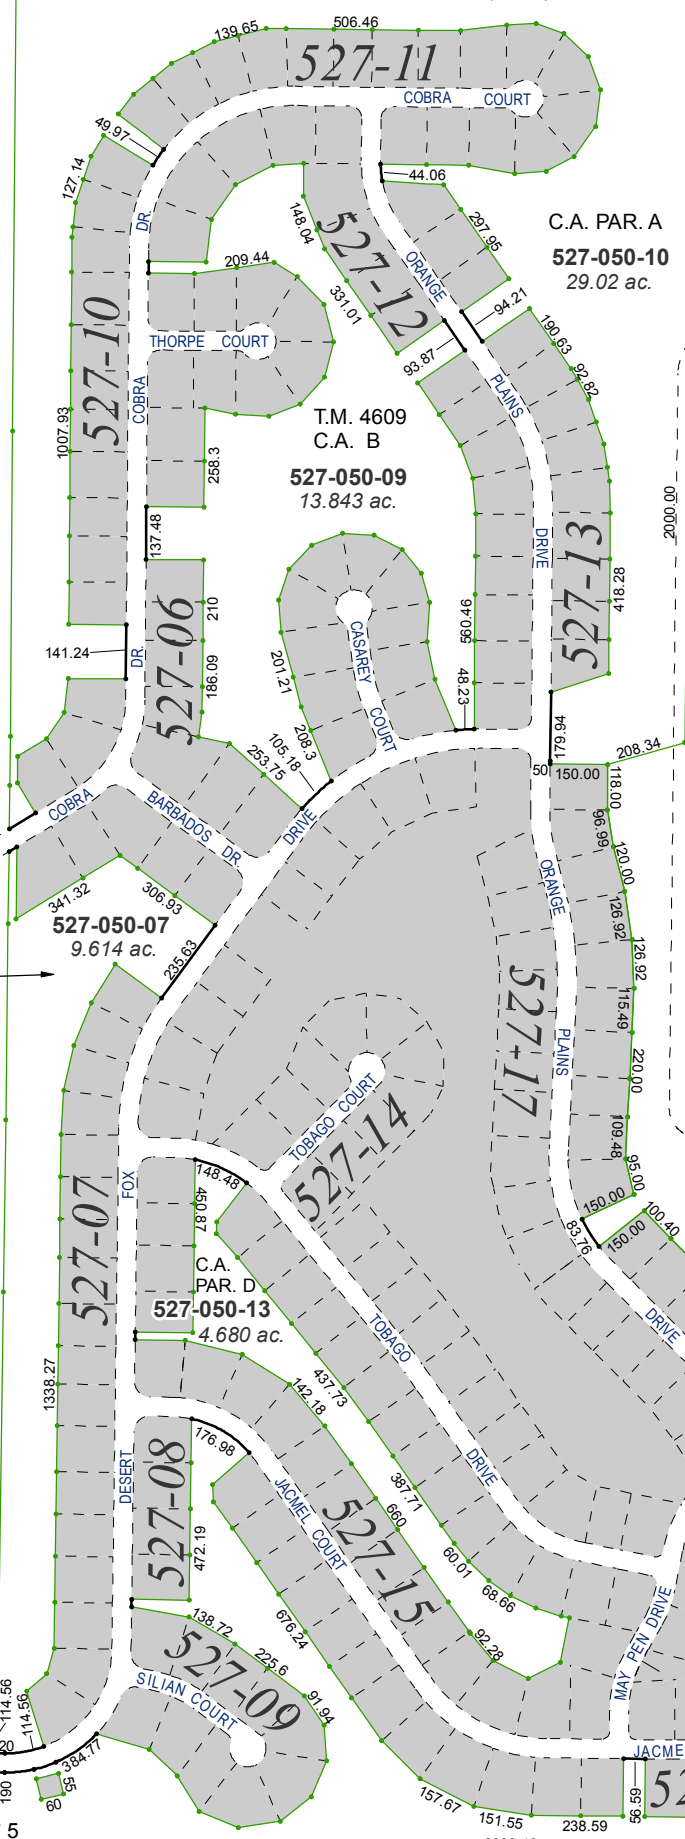 506.46
139.65
527-11
COBRA COURT
49.97
44.06
127.14
DR.
148.04
527-12
297.95
C.A. PAR. A
527-050-10
29.02 ac.
209.44
ORANGE
331.01
94.21
190.63
93.87
THORPE COURT
527-10
COBRA
92.82
PLAINS
T.M. 4609
C.A. B
527-050-09
13.843 ac.
1007.93
258.3
2000.00
137.48
DRIVE
527-13
418.28
210
527-06
560.46
CASAREY
COURT
141.24
DR.
186.09
201.21
48.23
208.3
105.18
253.75
179.94
208.34
50
150.00
118.00
COBRA
BARBADOS DR.
DRIVE
96.99
120.00
ORANGE
341.32
306.93
126.92
527-050-07
9.614 ac.
235.63
126.92
115.49
527-17
PLAINS
220.00
TOBAGO COURT
527-14
109.48
95.00
148.48
FOX
460.87
527-07
150.00
100.40
83.76
150.00
C.A.
PAR. D
527-050-13
4.680 ac.
DRIVE
TOBAGO
1338.27
437.73
142.18
176.98
DESERT
527-08
JACMEL COURT
DRIVE
387.71
660
527-15
472.19
60.01
68.66
138.72
676.24
225.6
527-09
92.28
MAY PEN DRIVE
SILIAN COURT
91.94
114.56
114.56
20
384.77
JACME
190
55
60
157.67
151.55
238.59
56.59
52
5